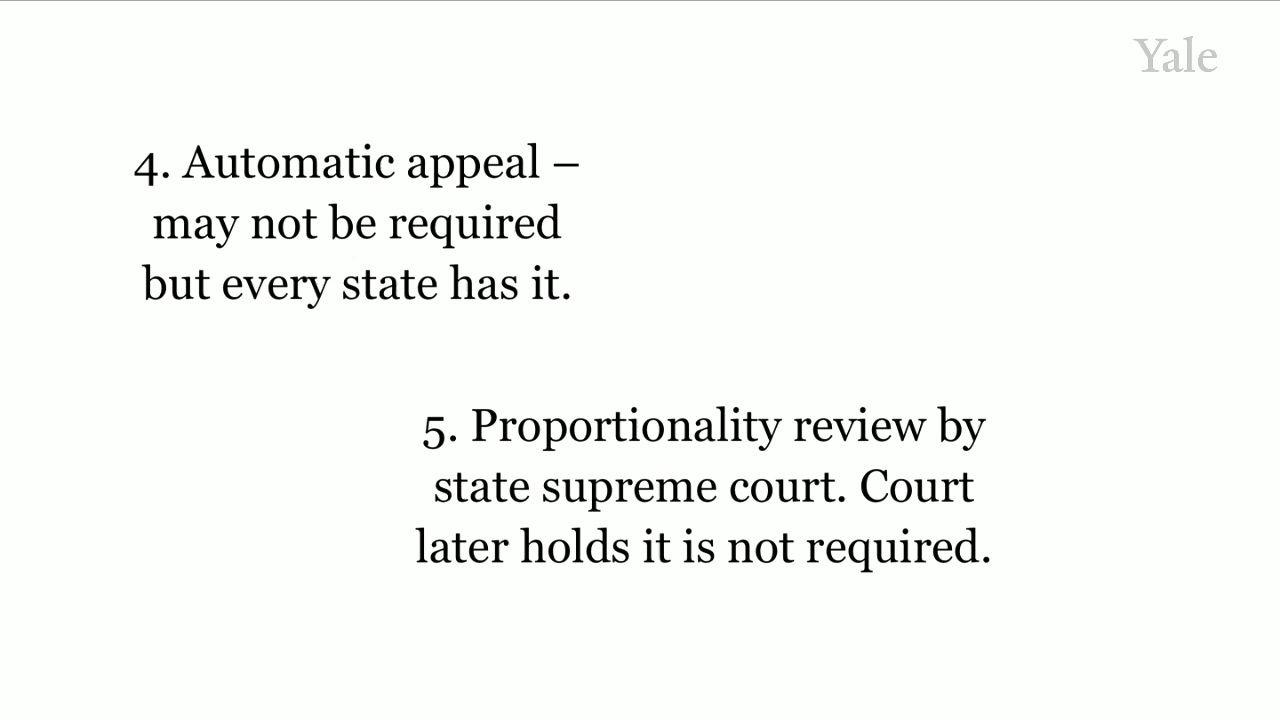 Yale
4. Automatic appeal –
may not be required
but every state has it.
5. Proportionality review by
state supreme court. Court
later holds it is not required.